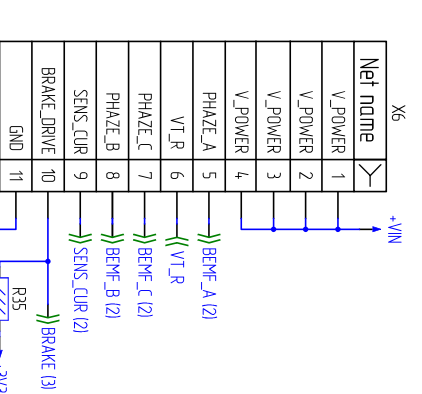 X6
Net name
V_POWER 1
V_POWER 2
V_POWER 3
V_POWER 4
PHAZE_A 5
VT_R 6
PHAZE_C 7
PHAZE_B 8
SENS_CUR 9
BRAKE_DRIVE 10
GND 11
+VIN
BEMF_A (2)
VT_R
BEMF_C (2)
BEMF_B (2)
SENS_CUR (2)
BRAKE (3)
R35